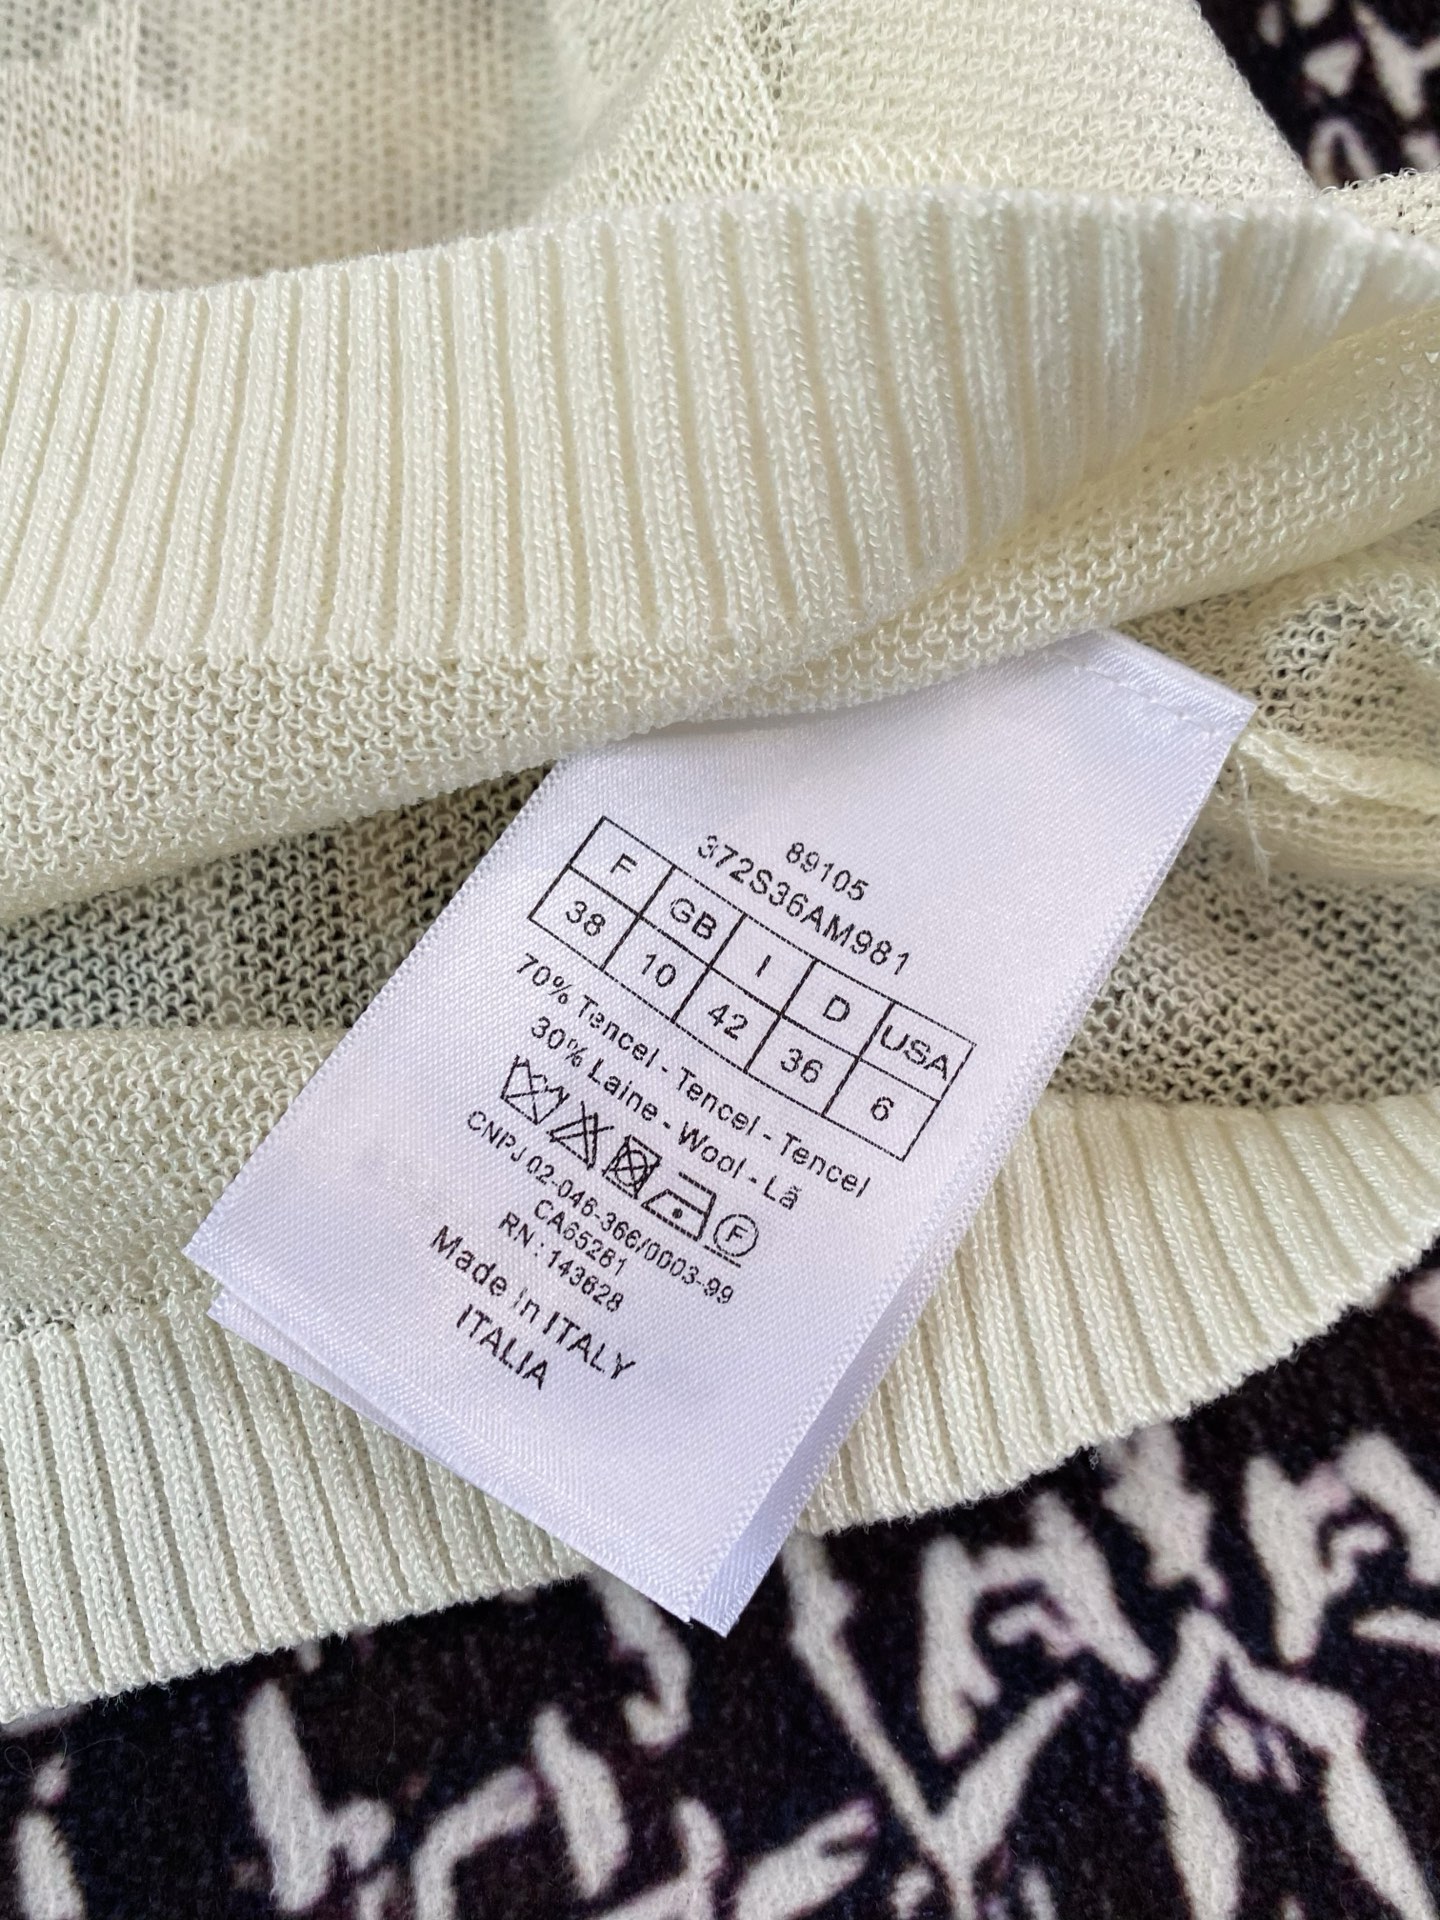 89105
372S36AM981
F GB I D USA
38 10 42 36 6
70% Tencel - Tencel - Tencel
30% Laine - Wool - Lã
F
CNPJ 02-046-366/0003-99
CA65281
RN : 143628
Made In ITALY
ITALIA